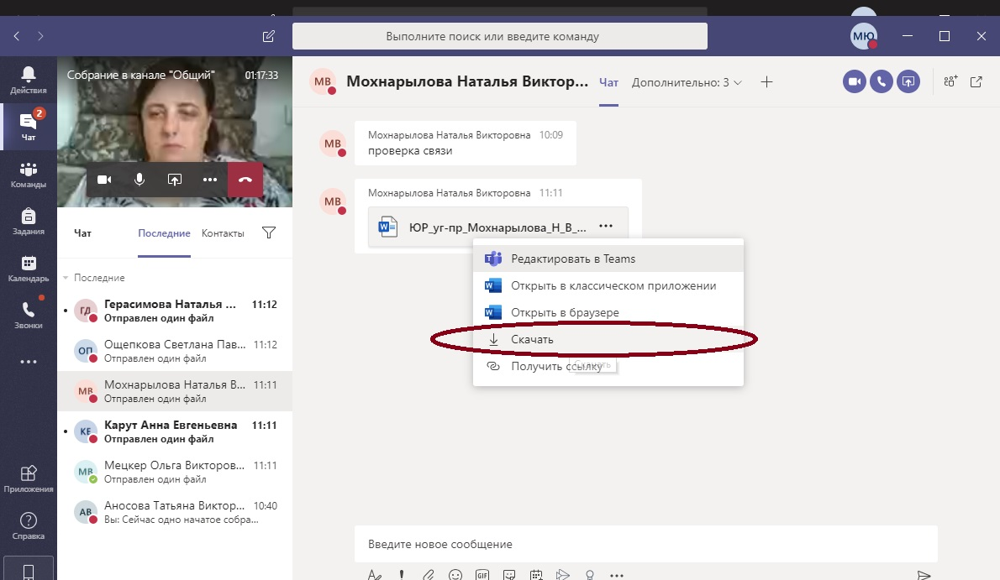 Выполните поиск или введите команду
МЮ
Действия
2
Чат
Команды
Задания
Календарь
Звонки
Приложения
Справка
Собрание в канале "Общий"
01:17:33
Чат
Последние
Контакты
Последние
ГД
Герасимова Наталья ...
11:12
Отправлен один файл
ОП
Ощепкова Светлана Пав...
11:12
Отправлен один файл
МВ
Мохнарылова Наталья В...
11:11
Отправлен один файл
КЕ
Карут Анна Евгеньевна
11:11
Отправлен один файл
МВ
Мецкер Ольга Викторов...
11:11
Отправлен один файл
АВ
Аносова Татьяна Виктор...
10:40
Вы: Сейчас одно начатое собра...
МВ
Мохнарылова Наталья Виктор...
Чат
Дополнительно: 3
МВ
Мохнарылова Наталья Викторовна 10:09
проверка связи
МВ
Мохнарылова Наталья Викторовна 11:11
ЮР_уг-пр_Мохнарылова_Н_В_...
Редактировать в Teams
Открыть в классическом приложении
Открыть в браузере
Скачать
Получить ссылку
Скачать
Введите новое сообщение
GIF